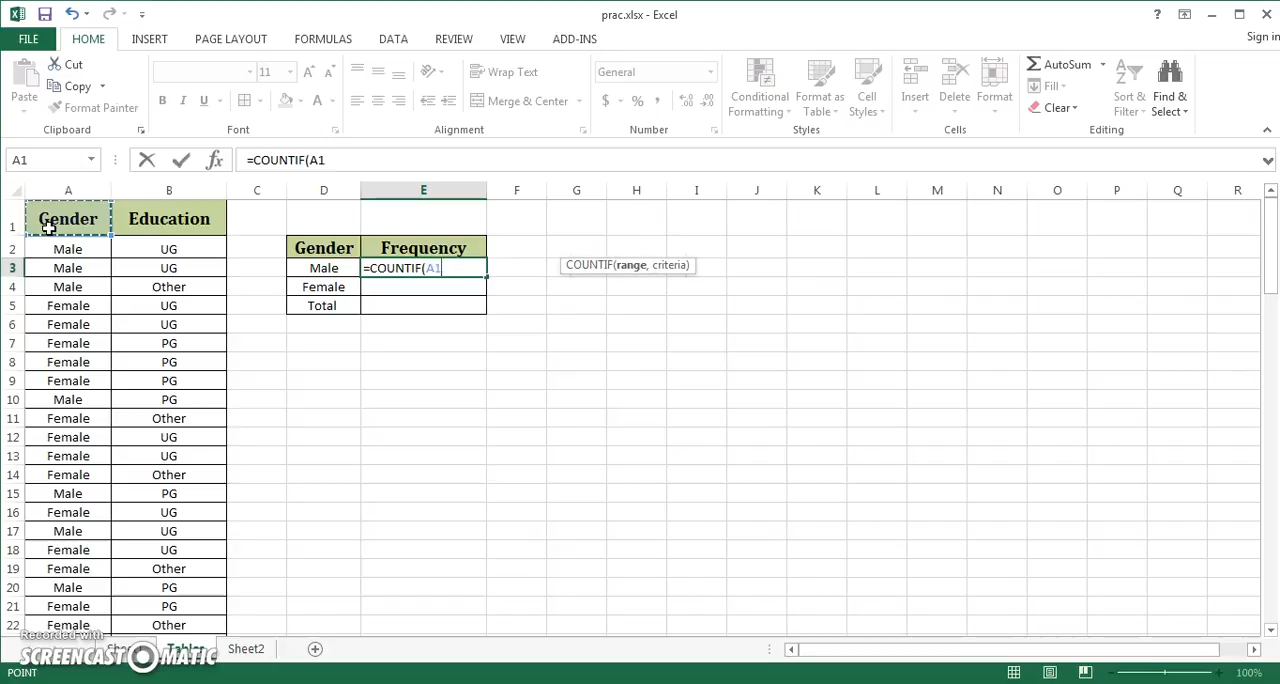 prac.xlsx - Excel
Sign in
FILE HOME INSERT PAGE LAYOUT FORMULAS DATA REVIEW VIEW ADD-INS
Paste
Cut
Copy
Format Painter
Clipboard
11
Font
Wrap Text
Merge & Center
Alignment
General
Number
Conditional Formatting
Format as Table
Cell Styles
Styles
Insert Delete Format
Cells
AutoSum
Fill
Clear
Sort & Filter
Find & Select
Editing
A1 fx =COUNTIF(A1
A B C D E F G H I J K L M N O P Q R
1 Gender Education
2 Male UG Gender Frequency
3 Male UG Male =COUNTIF(A1 COUNTIF(range, criteria)
4 Male Other Female
5 Female UG Total
6 Female UG
7 Female PG
8 Female PG
9 Female PG
10 Male PG
11 Female Other
12 Female UG
13 Female UG
14 Female Other
15 Male PG
16 Female UG
17 Male UG
18 Female UG
19 Female Other
20 Male PG
21 Female PG
22 Female Other
Recorded with
SCREENCAST-O-MATIC
Sheet2
POINT
100%